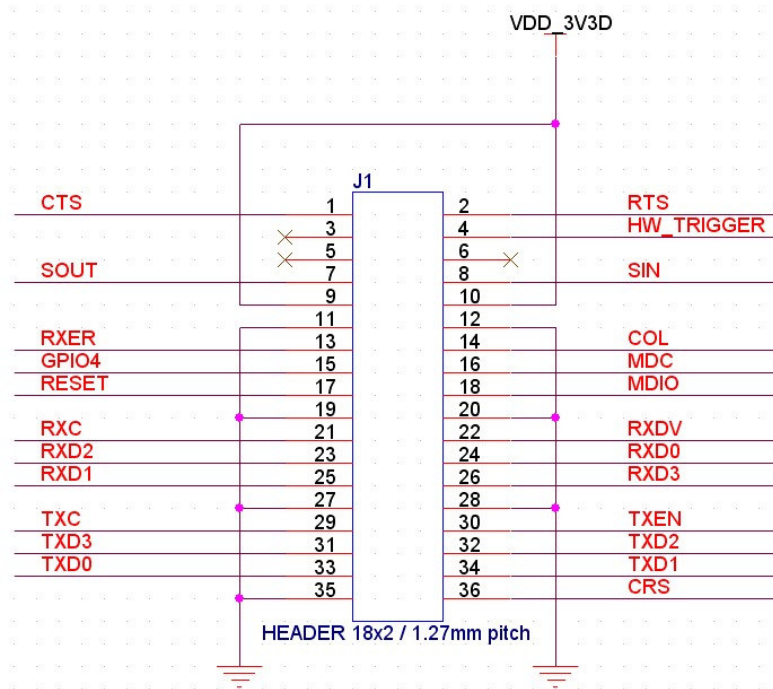 VDD_3V3D
J1
CTS 1 2 RTS
3 4 HW_TRIGGER
5 6
SOUT 7 8 SIN
9 10
11 12
RXER 13 14 COL
GPIO4 15 16 MDC
RESET 17 18 MDIO
19 20
RXC 21 22 RXDV
RXD2 23 24 RXD0
RXD1 25 26 RXD3
27 28
TXC 29 30 TXEN
TXD3 31 32 TXD2
TXD0 33 34 TXD1
35 36 CRS
HEADER 18x2 / 1.27mm pitch